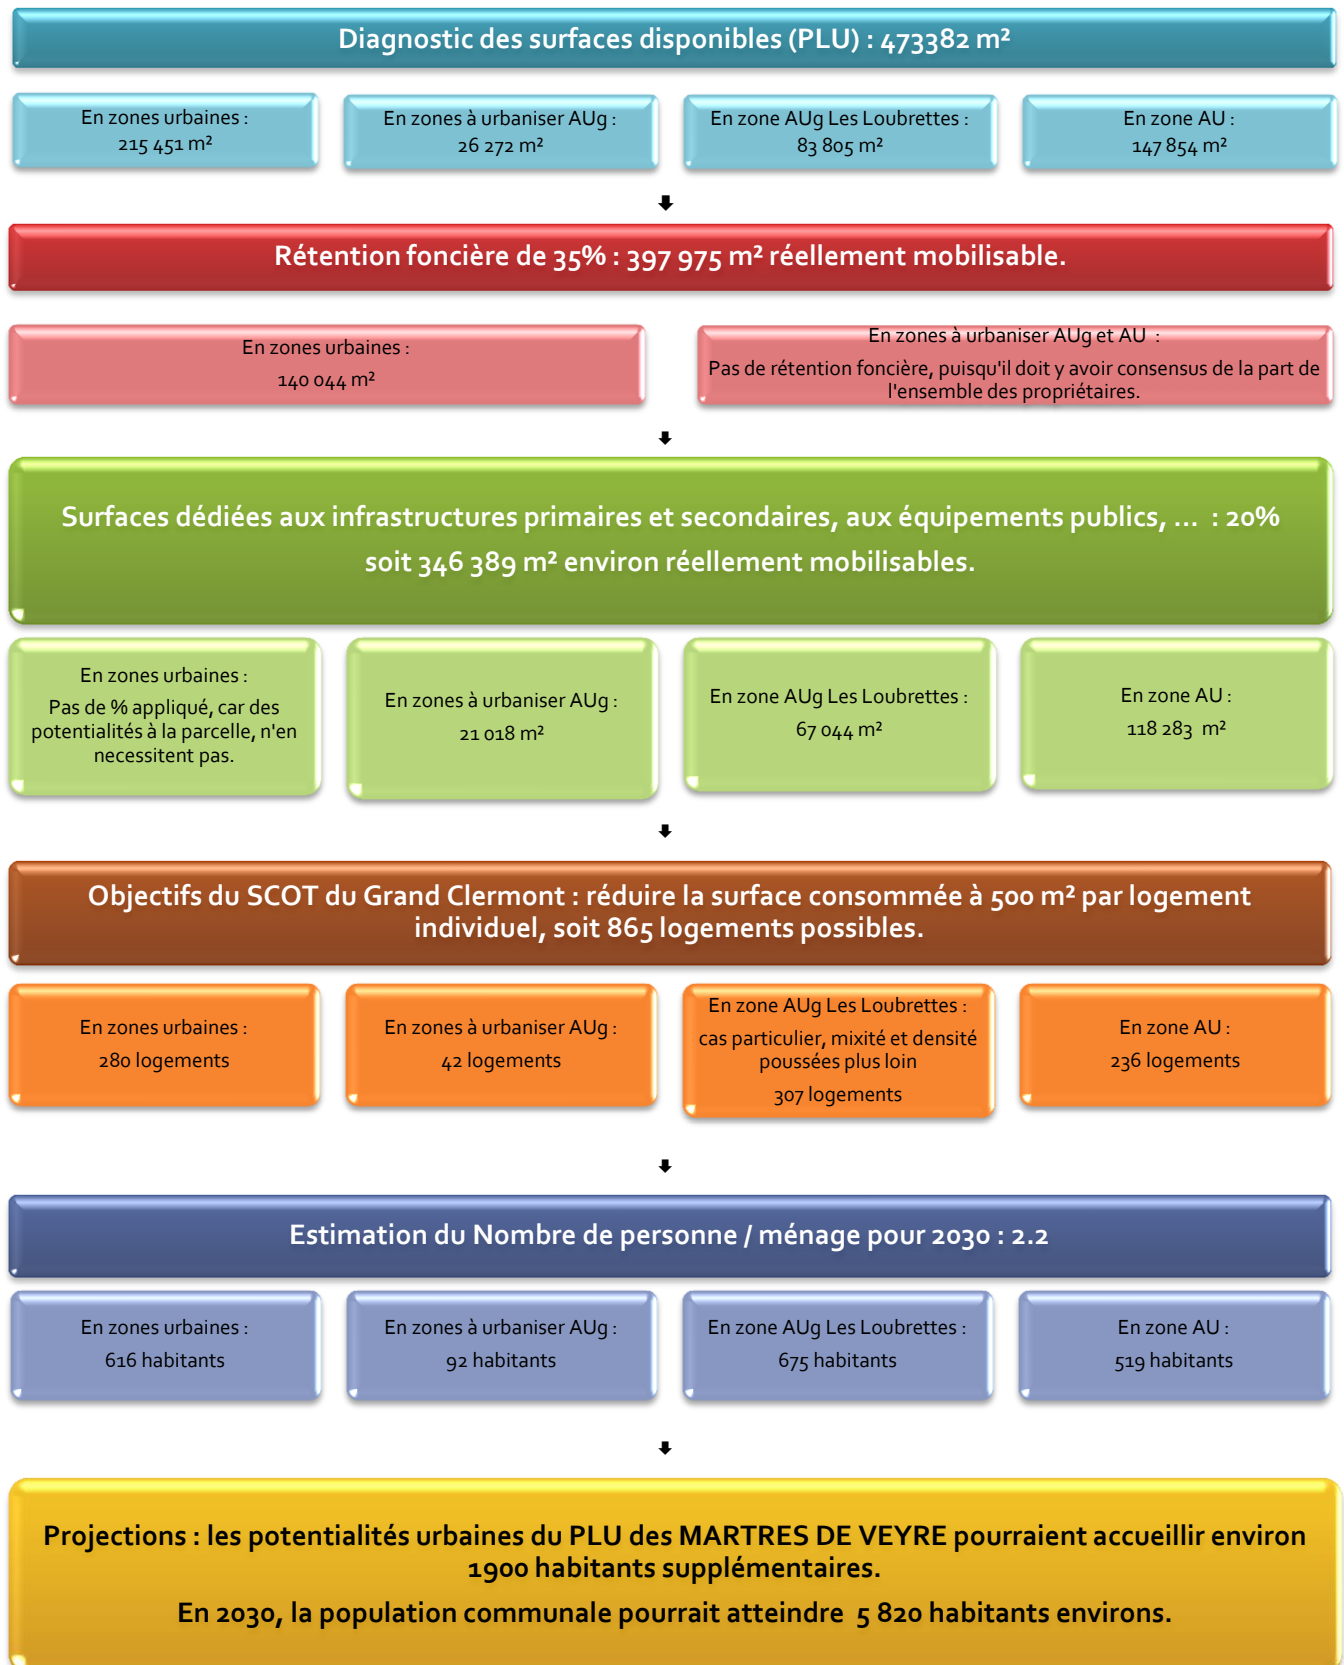 Diagnostic des surfaces disponibles (PLU) : 473382 m²
En zones urbaines :
215 451 m²
En zones à urbaniser AUg :
26 272 m²
En zone AUg Les Loubrettes :
83 805 m²
En zone AU :
147 854 m²
Rétention foncière de 35% : 397 975 m² réellement mobilisable.
En zones urbaines :
140 044 m²
En zones à urbaniser AUg et AU :
Pas de rétention foncière, puisqu'il doit y avoir consensus de la part de
l'ensemble des propriétaires.
Surfaces dédiées aux infrastructures primaires et secondaires, aux équipements publics, ... : 20%
soit 346 389 m² environ réellement mobilisables.
En zones urbaines :
Pas de % appliqué, car des
potentialités à la parcelle, n'en
necessitent pas.
En zones à urbaniser AUg :
21 018 m²
En zone AUg Les Loubrettes :
67 044 m²
En zone AU :
118 283 m²
Objectifs du SCOT du Grand Clermont : réduire la surface consommée à 500 m² par logement
individuel, soit 865 logements possibles.
En zones urbaines :
280 logements
En zones à urbaniser AUg :
42 logements
En zone AUg Les Loubrettes :
cas particulier, mixité et densité
poussées plus loin
307 logements
En zone AU :
236 logements
Estimation du Nombre de personne / ménage pour 2030 : 2.2
En zones urbaines :
616 habitants
En zones à urbaniser AUg :
92 habitants
En zone AUg Les Loubrettes :
675 habitants
En zone AU :
519 habitants
Projections : les potentialités urbaines du PLU des MARTRES DE VEYRE pourraient accueillir environ
1900 habitants supplémentaires.
En 2030, la population communale pourrait atteindre 5 820 habitants environs.